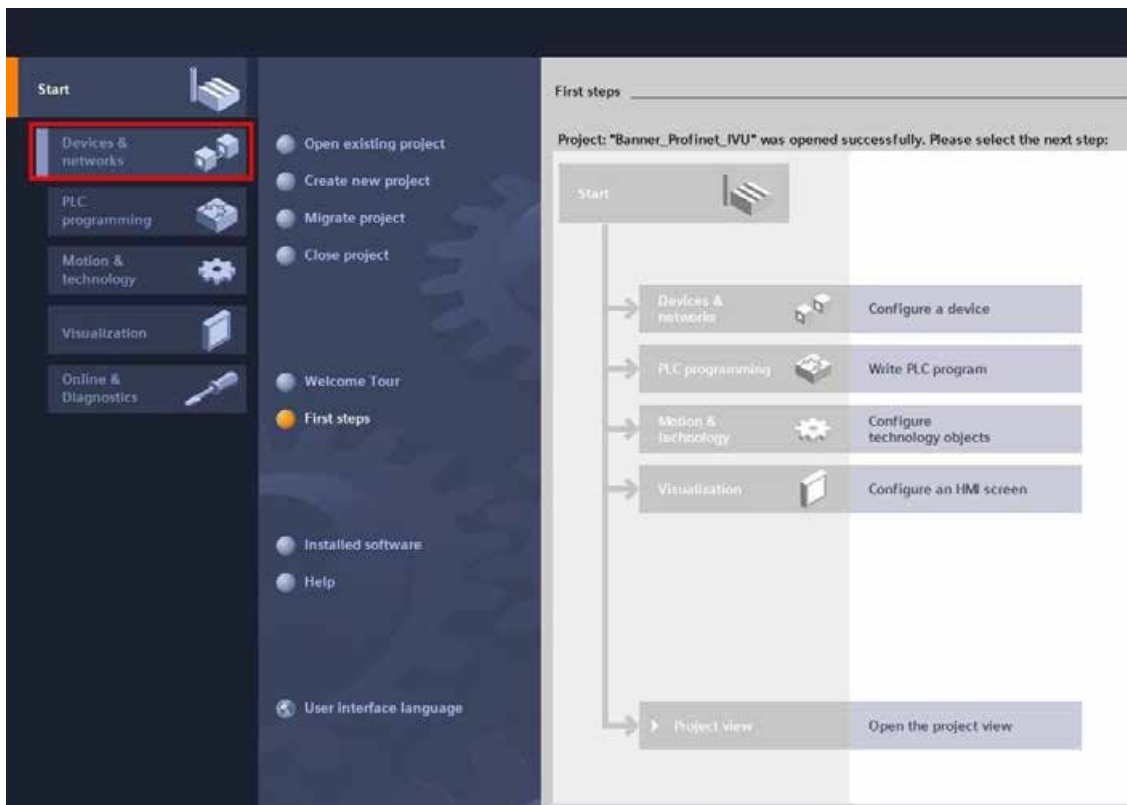 Start
Devices &
networks
PLC
programming
Motion &
technology
Visualization
Online &
Diagnostics
Open existing project
Create new project
Migrate project
Close project
Welcome Tour
First steps
Installed software
Help
User interface language
First steps
Project: "Banner_Profinet_IVU" was opened successfully. Please select the next step:
Start
Devices &
networks
Configure a device
PLC programming
Write PLC program
Motion &
technology
Configure
technology objects
Visualization
Configure an HMI screen
Project view
Open the project view